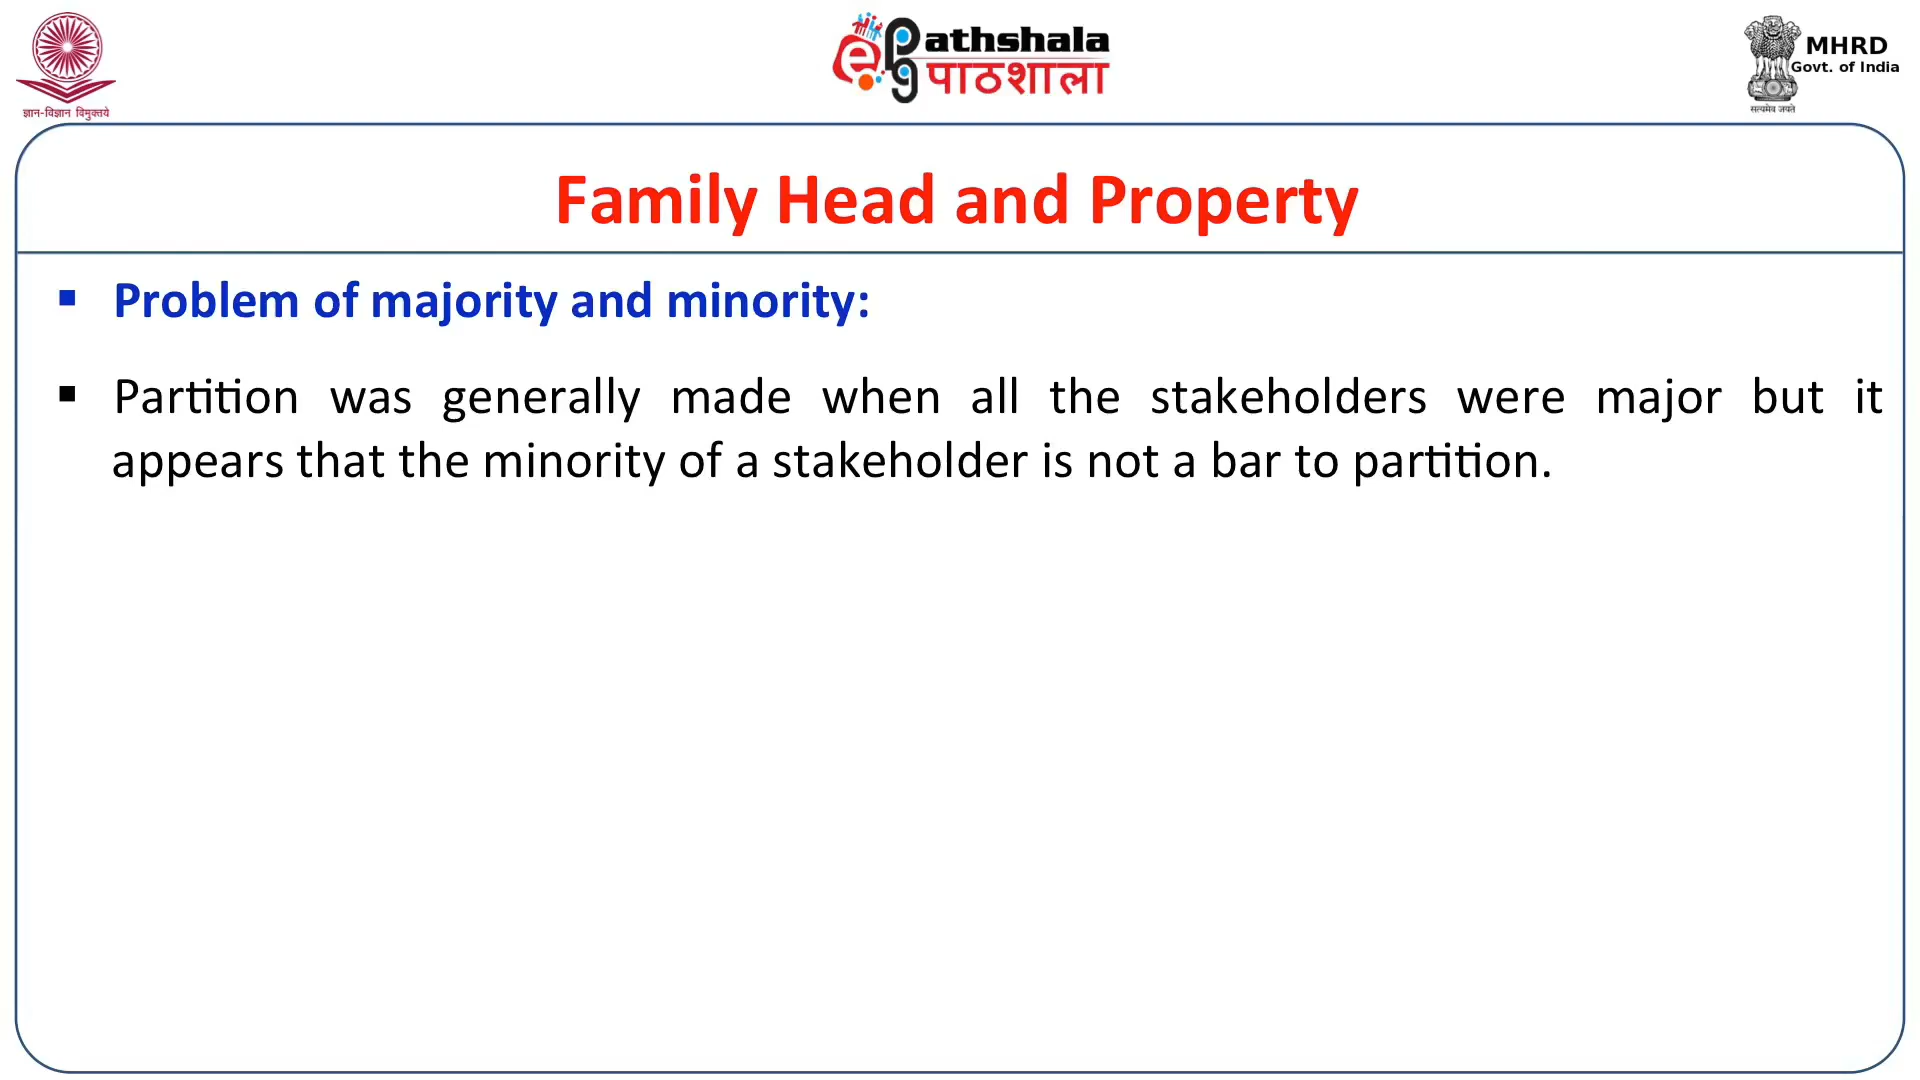 ज्ञान-विज्ञान विमुक्तये
ePathshala
पाठशाला
MHRD
Govt. of India
सत्यमेव जयते
Family Head and Property
▪ Problem of majority and minority:
▪ Partition was generally made when all the stakeholders were major but it
appears that the minority of a stakeholder is not a bar to partition.